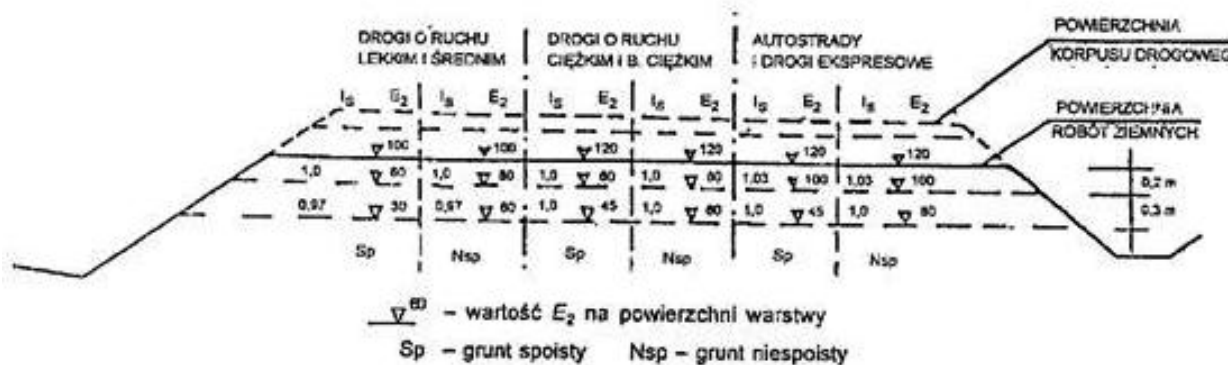 DROGI O RUCHU
LEKKIM I ŚREDNIM
DROGI O RUCHU
CIĘŻKIM I B. CIĘŻKIM
AUTOSTRADY
I DROGI EKSPRESOWE
POWIERZCHNIA
KORPUSU DROGOWEG
POWIERZCHNIA
ROBÓT ZIEMNYCH
Is E2 Is E2 Is E2 Is E2 Is E2 Is E2
100 100 120 120 120 120
1,0 60 1,0 80 1,0 60 1,0 80 1,03 100 1,03 100
0,2 m
0,97 30 0,97 60 1,0 45 1,0 60 1,0 45 1,0 60
0,3 m
Sp Nsp Sp Nsp Sp Nsp
60 – wartość E2 na powierzchni warstwy
Sp – grunt spoisty Nsp – grunt niespoisty